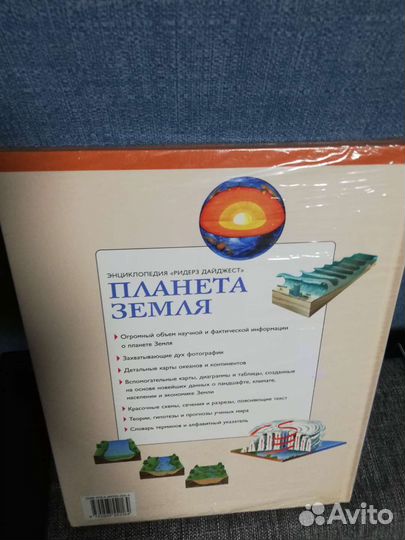 ЭНЦИКЛОПЕДИЯ «РИДЕРЗ ДАЙДЖЕСТ»
ПЛАНЕТА
ЗЕМЛЯ
Огромный объем научной и фактической информации
о планете Земля
Захватывающие дух фотографии
Детальные карты океанов и континентов
Вспомогательные карты, диаграммы и таблицы, созданные
на основе новейших данных о ландшафте, климате,
населении и экономике Земли
Красочные схемы, сечения и разрезы, поясняющие текст
Теории, гипотезы и прогнозы ученых мира
Словарь терминов и алфавитный указатель
Avito